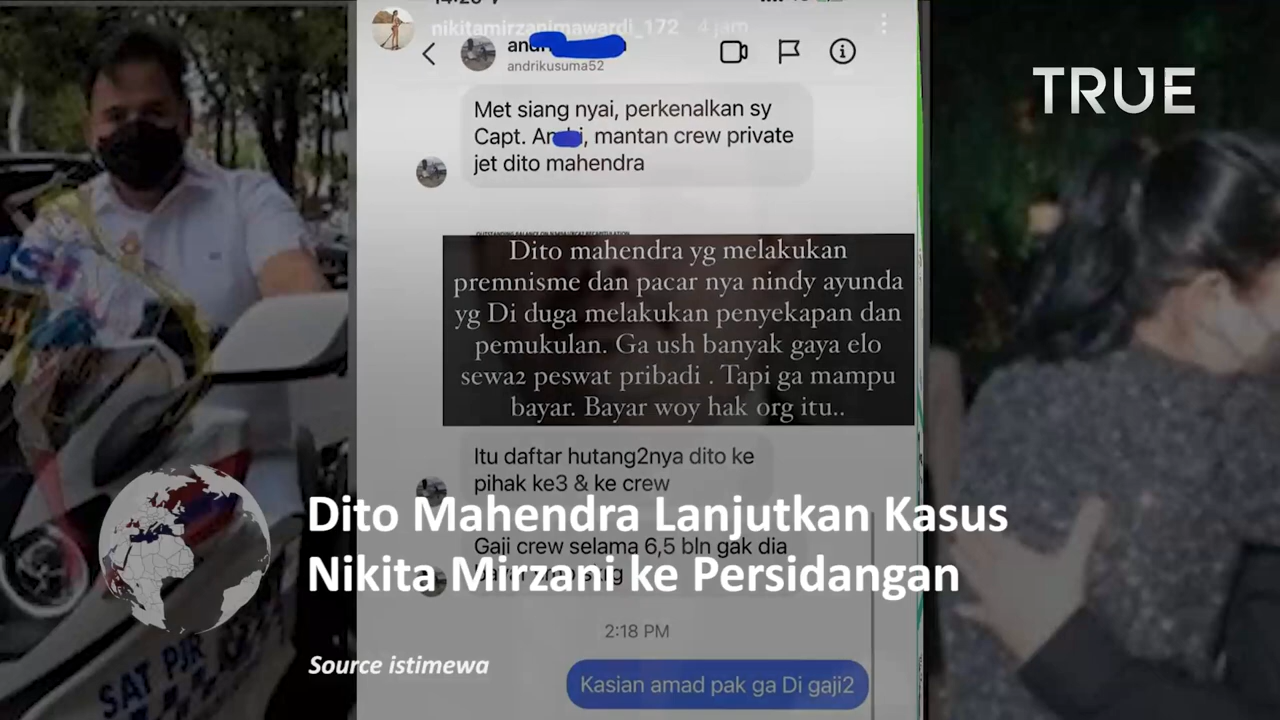 nikitamirzanimawardi_172 4 jam
andrikusuma52
TRUE
Met siang nyai, perkenalkan sy
Capt. , mantan crew private
jet dito mahendra
Dito mahendra yg melakukan
premnisme dan pacar nya nindy ayunda
yg Di duga melakukan penyekapan dan
pemukulan. Ga ush banyak gaya elo
sewa2 peswat pribadi . Tapi ga mampu
bayar. Bayar woy hak org itu..
Itu daftar hutang2nya dito ke
pihak ke3 & ke crew
Gaji crew selama 6,5 bln gak dia
Dito Mahendra Lanjutkan Kasus
Nikita Mirzani ke Persidangan
2:18 PM
Source istimewa
Kasian amad pak ga Di gaji2
SAT PJR